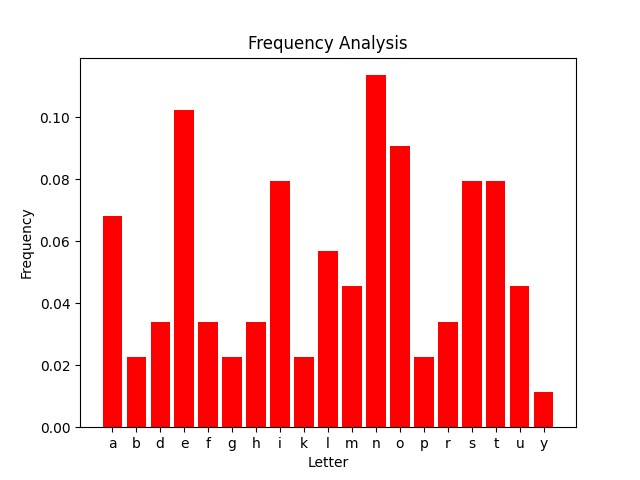 Frequency Analysis
Frequency
0.10
0.08
0.06
0.04
0.02
0.00
a b d e f g h i k l m n o p r s t u y
Letter